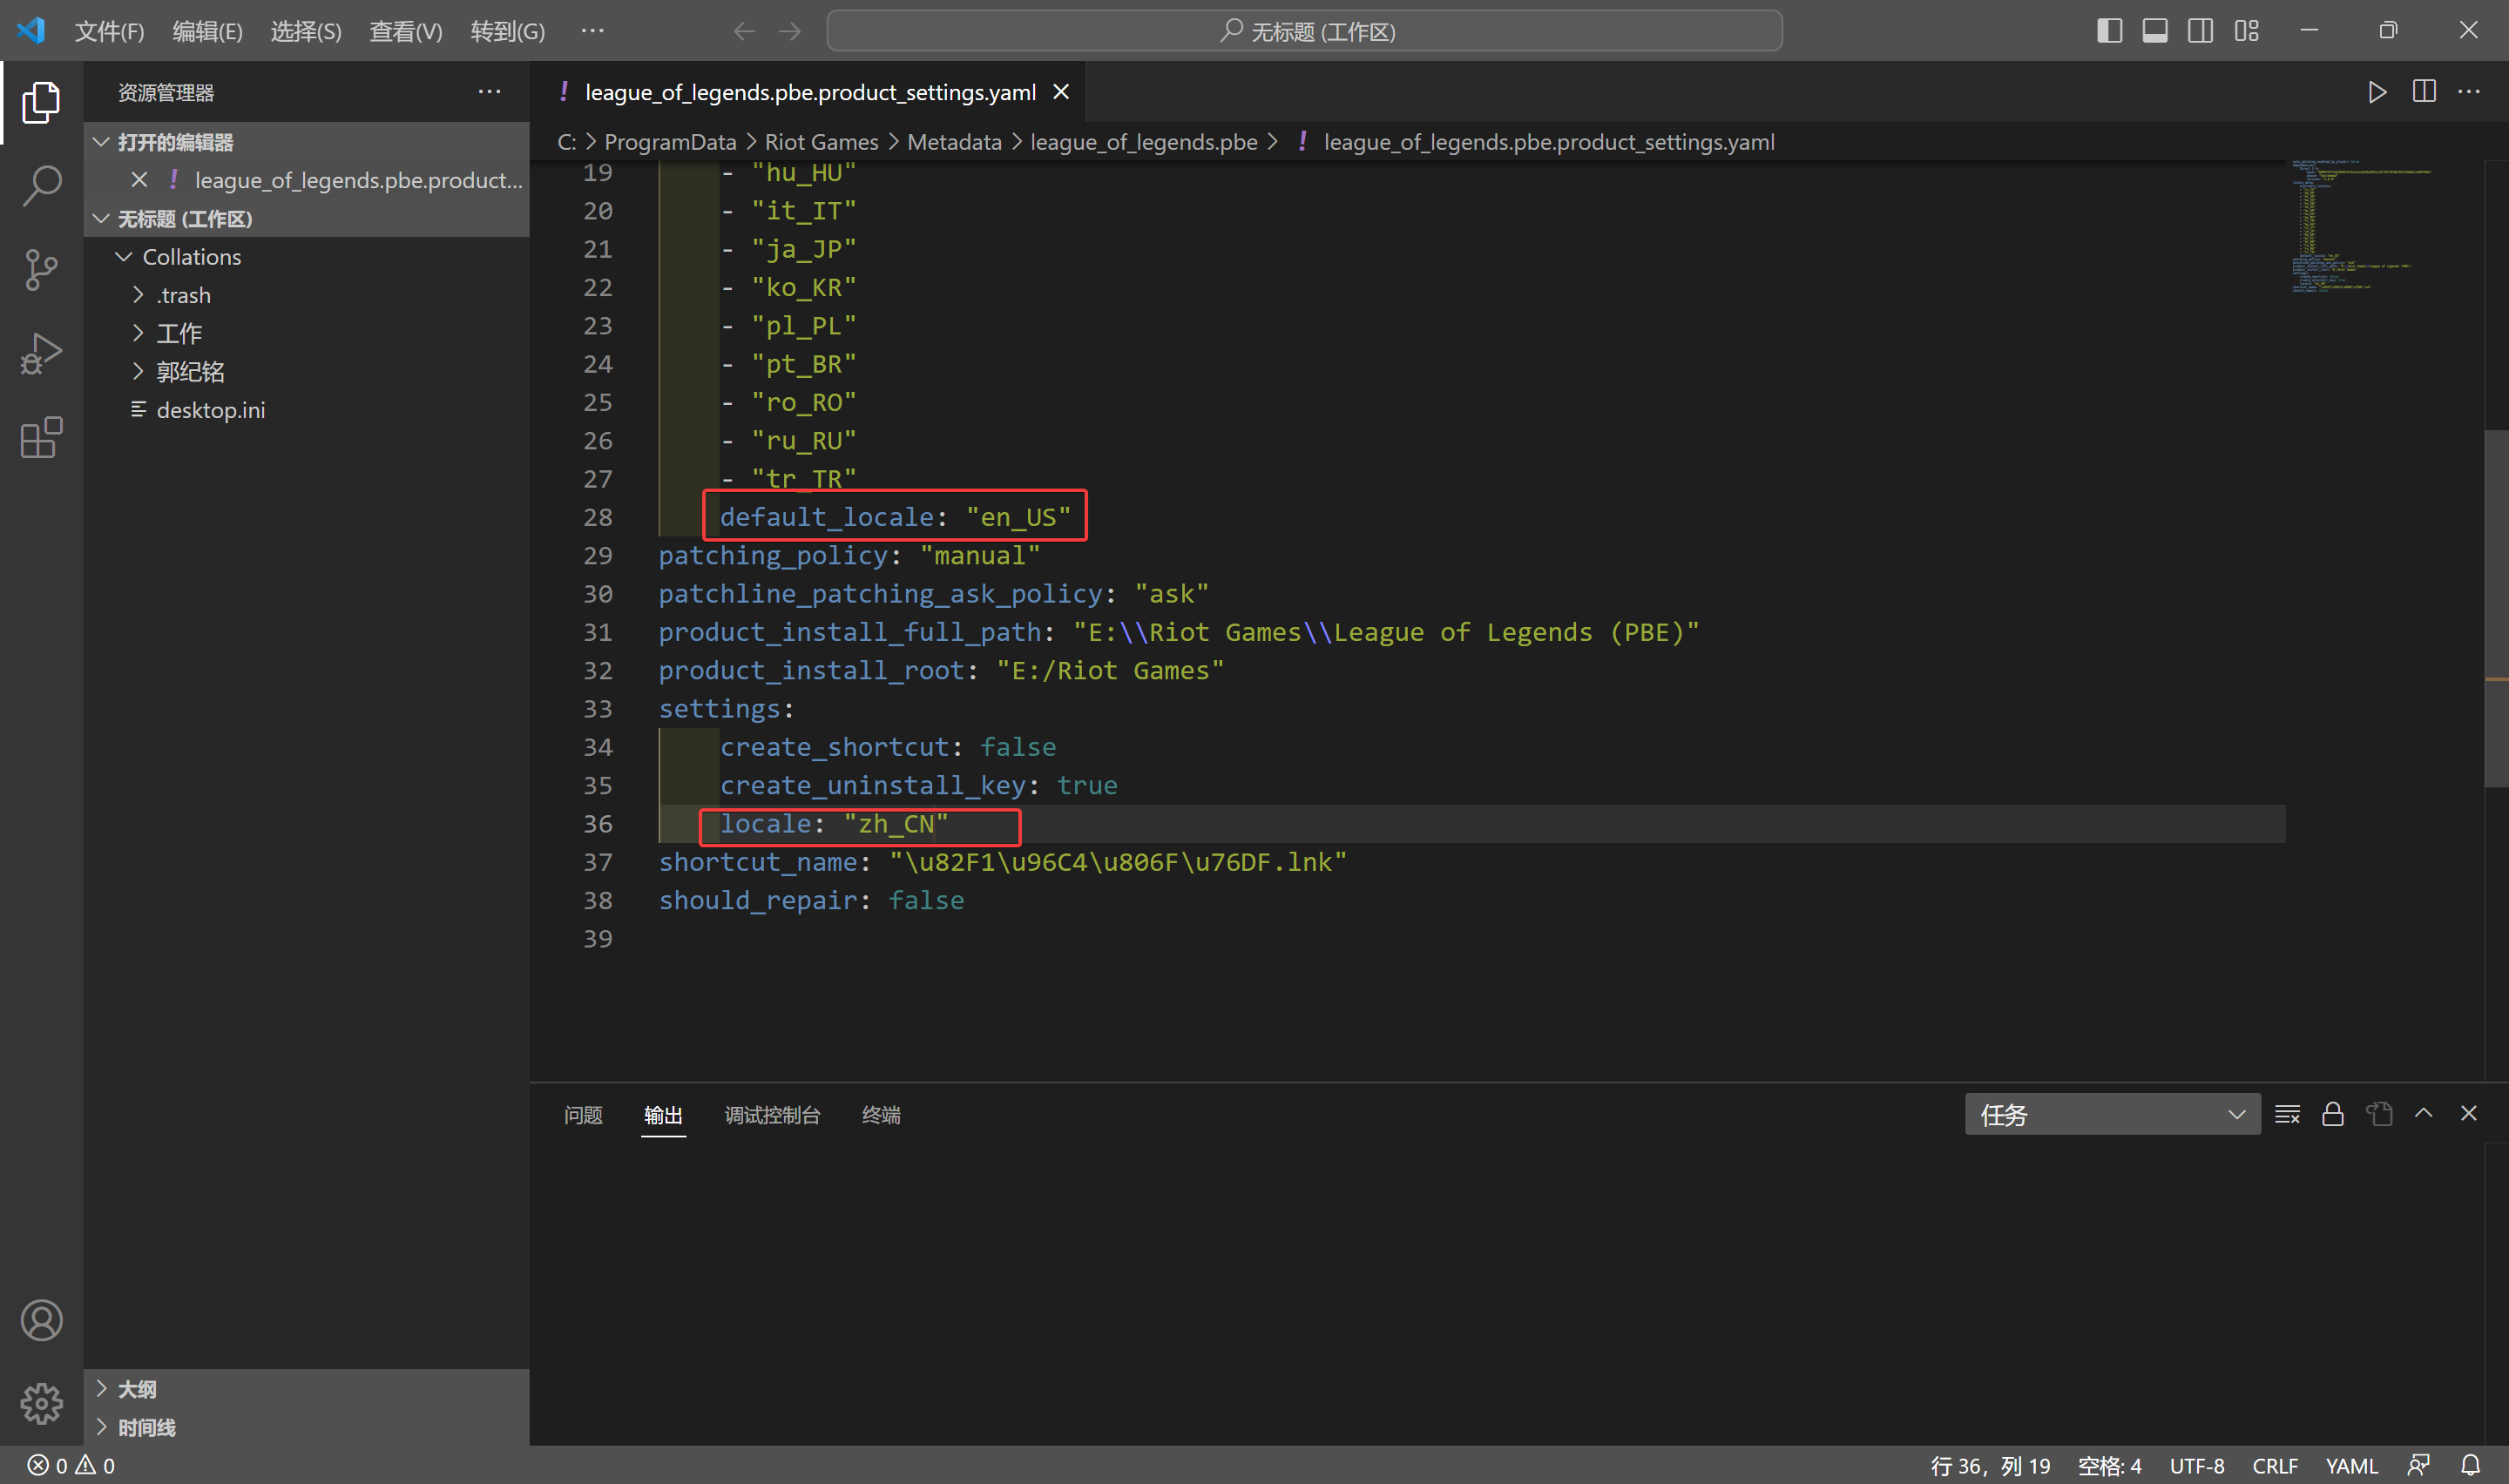 文件(F) 编辑(E) 选择(S) 查看(V) 转到(G) ··· 无标题 (工作区)
资源管理器 ···
打开的编辑器
league_of_legends.pbe.product...
无标题 (工作区)
Collations
.trash
工作
郭纪铭
desktop.ini
大纲
时间线
league_of_legends.pbe.product_settings.yaml
C: > ProgramData > Riot Games > Metadata > league_of_legends.pbe > ! league_of_legends.pbe.product_settings.yaml
19 - "hu_HU"
20 - "it_IT"
21 - "ja_JP"
22 - "ko_KR"
23 - "pl_PL"
24 - "pt_BR"
25 - "ro_RO"
26 - "ru_RU"
27 - "tr_TR"
28 default_locale: "en_US"
29 patching_policy: "manual"
30 patchline_patching_ask_policy: "ask"
31 product_install_full_path: "E:\\Riot Games\\League of Legends (PBE)"
32 product_install_root: "E:/Riot Games"
33 settings:
34 create_shortcut: false
35 create_uninstall_key: true
36 locale: "zh_CN"
37 shortcut_name: "\u82F1\u96C4\u806F\u76DF.lnk"
38 should_repair: false
39
问题 输出 调试控制台 终端 任务
0 0 行 36，列 19 空格: 4 UTF-8 CRLF YAML